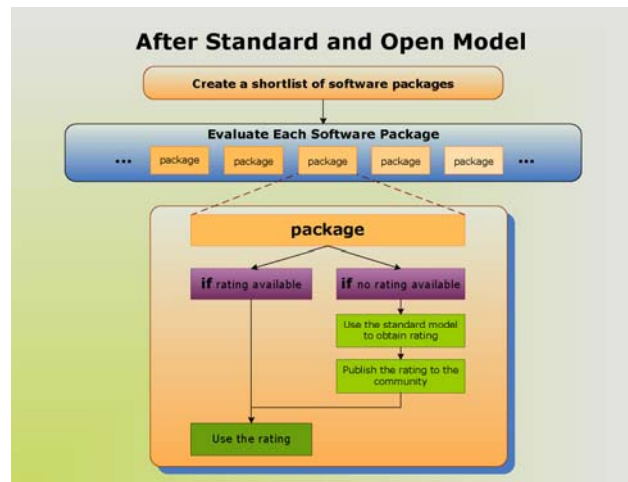 After Standard and Open Model
Create a shortlist of software packages
Evaluate Each Software Package
... package package package package package ...
package
if rating available
if no rating available
Use the standard model
to obtain rating
Publish the rating to the
community
Use the rating